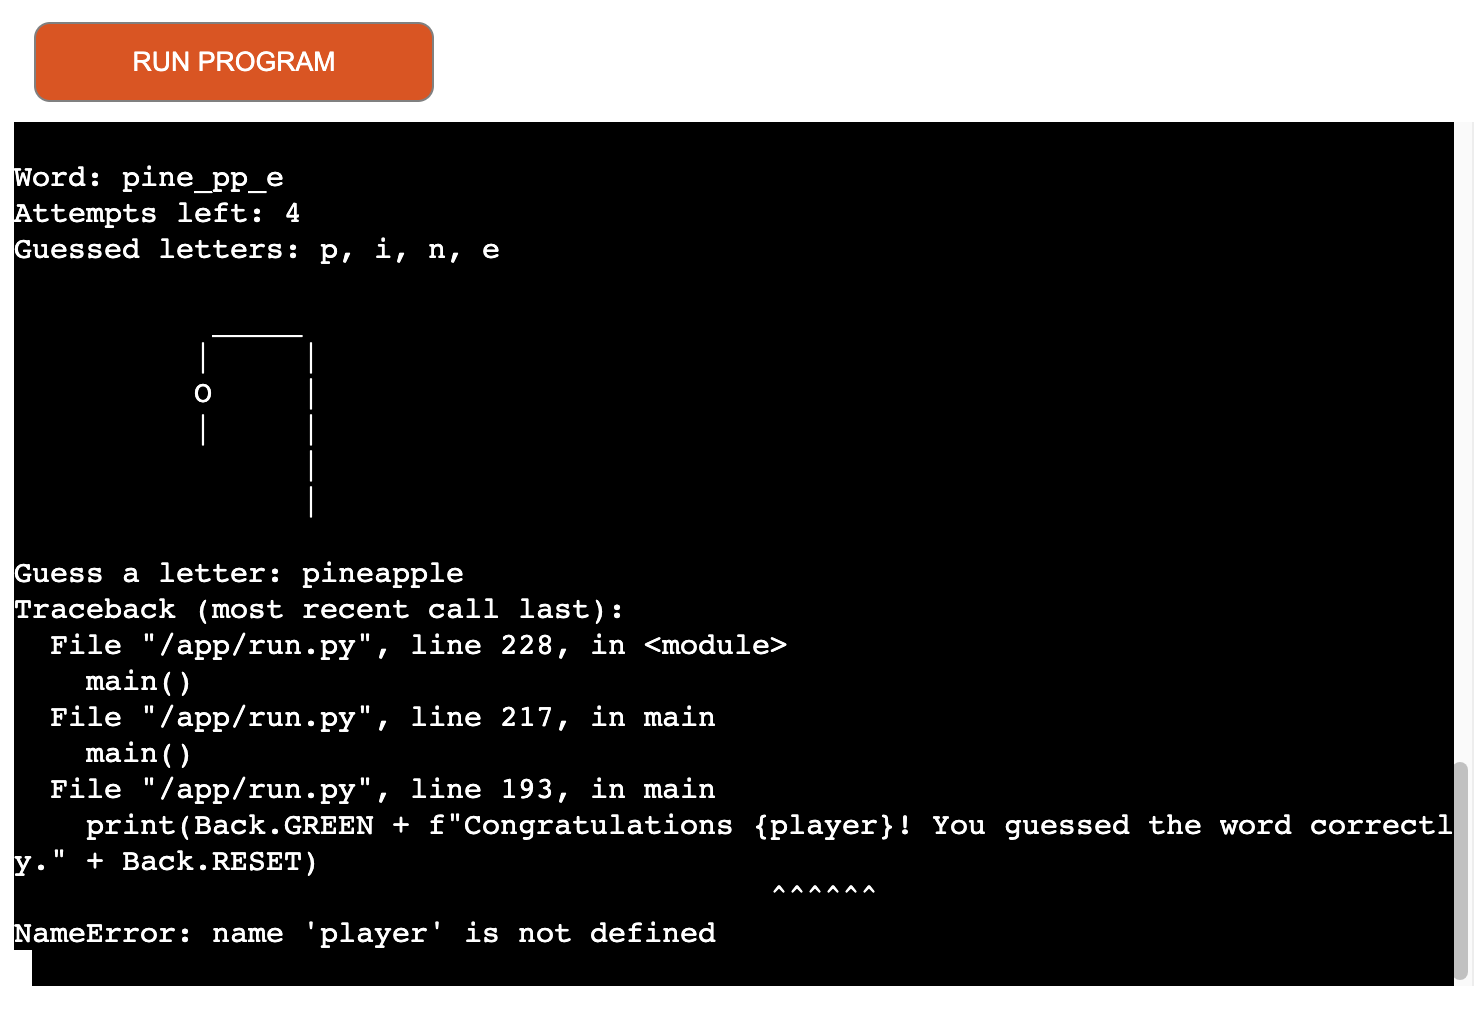 RUN PROGRAM
Word: pine_pp_e
Attempts left: 4
Guessed letters: p, i, n, e
 ______
|     |
O     |
|     |
      |
      |
Guess a letter: pineapple
Traceback (most recent call last):
  File "/app/run.py", line 228, in <module>
    main()
  File "/app/run.py", line 217, in main
    main()
  File "/app/run.py", line 193, in main
    print(Back.GREEN + f"Congratulations {player}! You guessed the word correctl
y." + Back.RESET)
                                          ^^^^^^
NameError: name 'player' is not defined